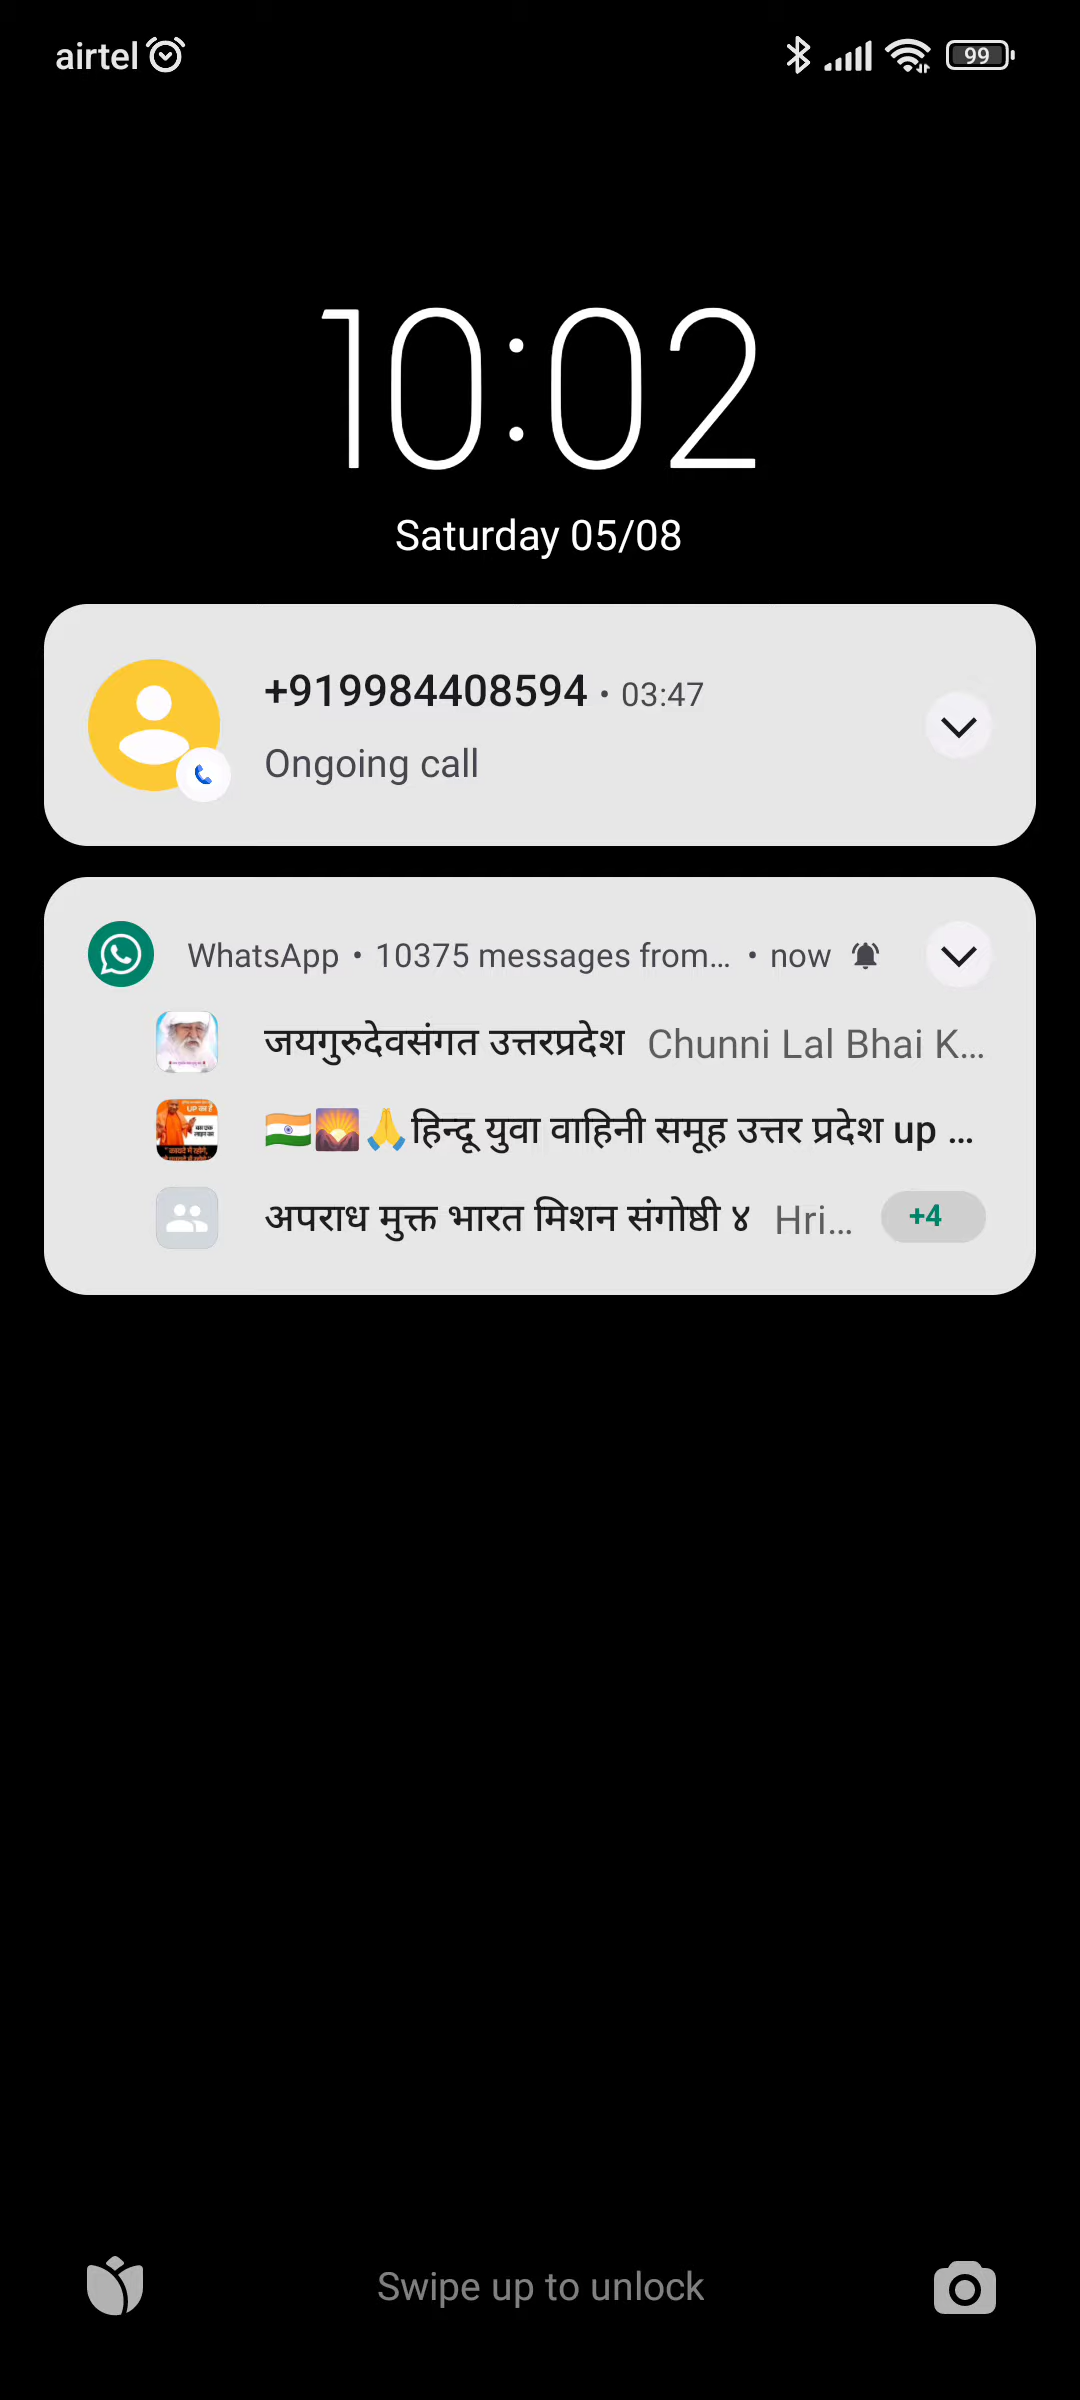 airtel 99
10:02
Saturday 05/08
+919984408594 • 03:47
Ongoing call
WhatsApp • 10375 messages from... • now
जयगुरुदेवसंगत उत्तरप्रदेश Chunni Lal Bhai K...
🇮🇳🌄🙏हिन्दू युवा वाहिनी समूह उत्तर प्रदेश up ...
अपराध मुक्त भारत मिशन संगोष्ठी ४ Hri... +4
Swipe up to unlock